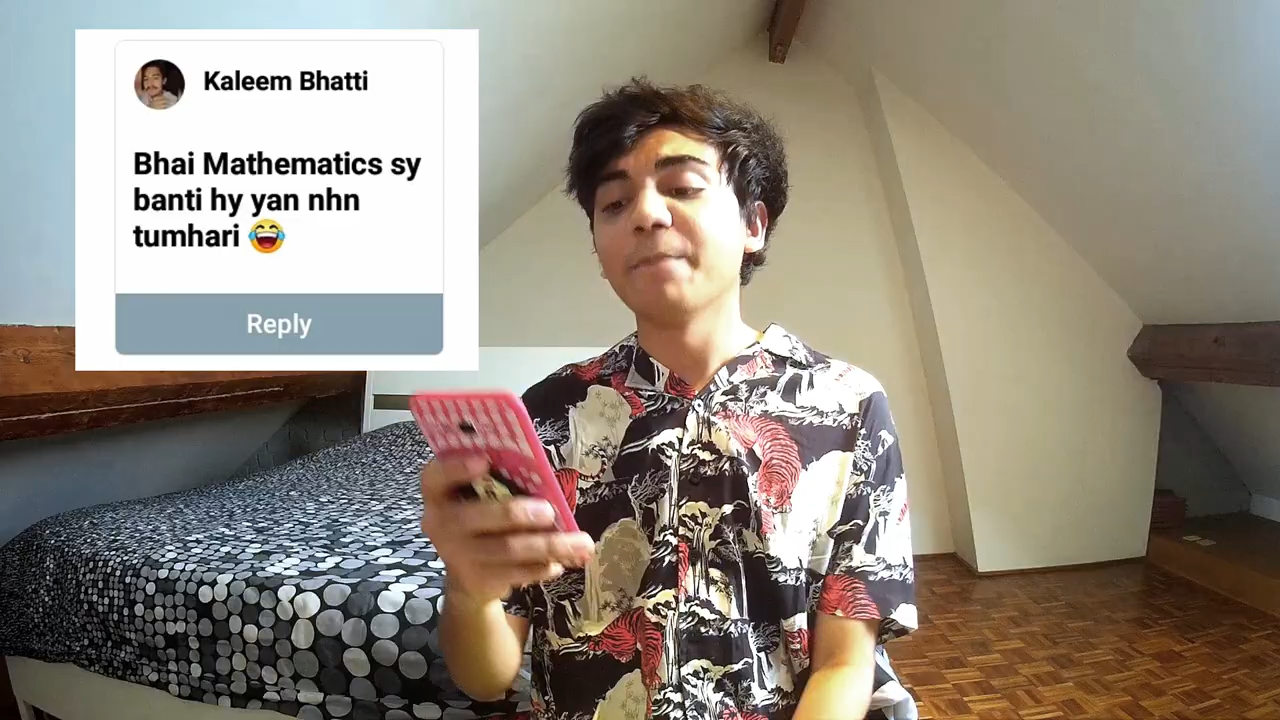 Kaleem Bhatti
Bhai Mathematics sy
banti hy yan nhn
tumhari 😂
Reply